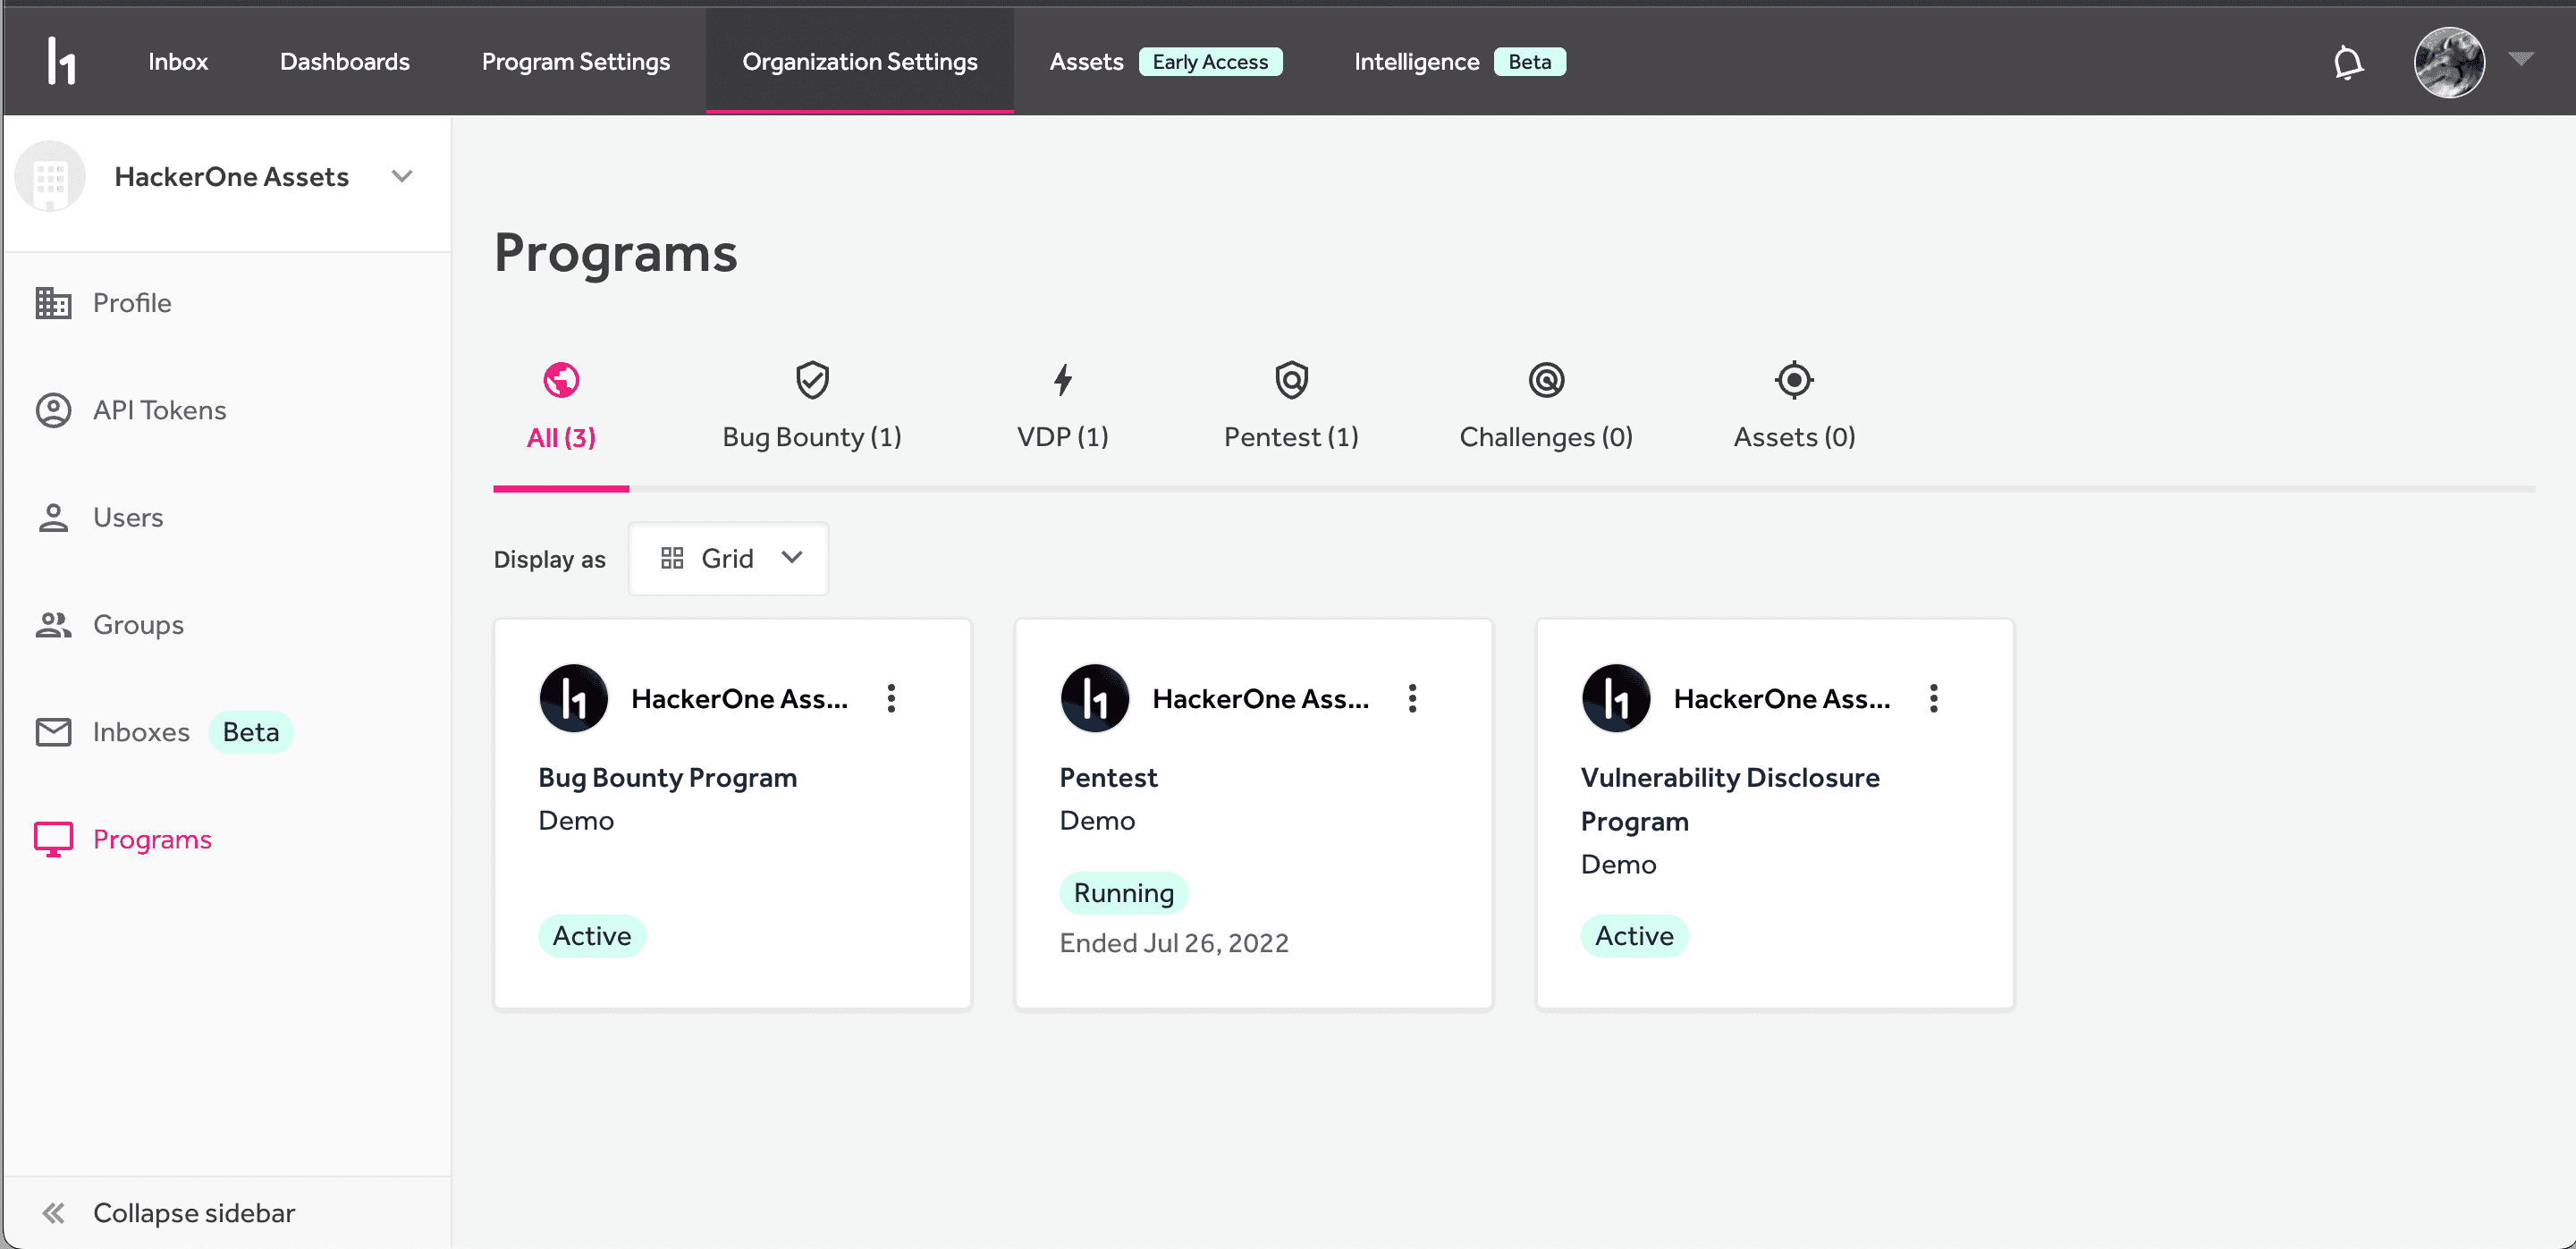 Inbox
Dashboards
Program Settings
Organization Settings
Assets
Early Access
Intelligence
Beta
HackerOne Assets
Profile
API Tokens
Users
Groups
Inboxes
Beta
Programs
Collapse sidebar
Programs
All (3)
Bug Bounty (1)
VDP (1)
Pentest (1)
Challenges (0)
Assets (0)
Display as
Grid
HackerOne Ass...
Bug Bounty Program
Demo
Active
HackerOne Ass...
Pentest
Demo
Running
Ended Jul 26, 2022
HackerOne Ass...
Vulnerability Disclosure
Program
Demo
Active